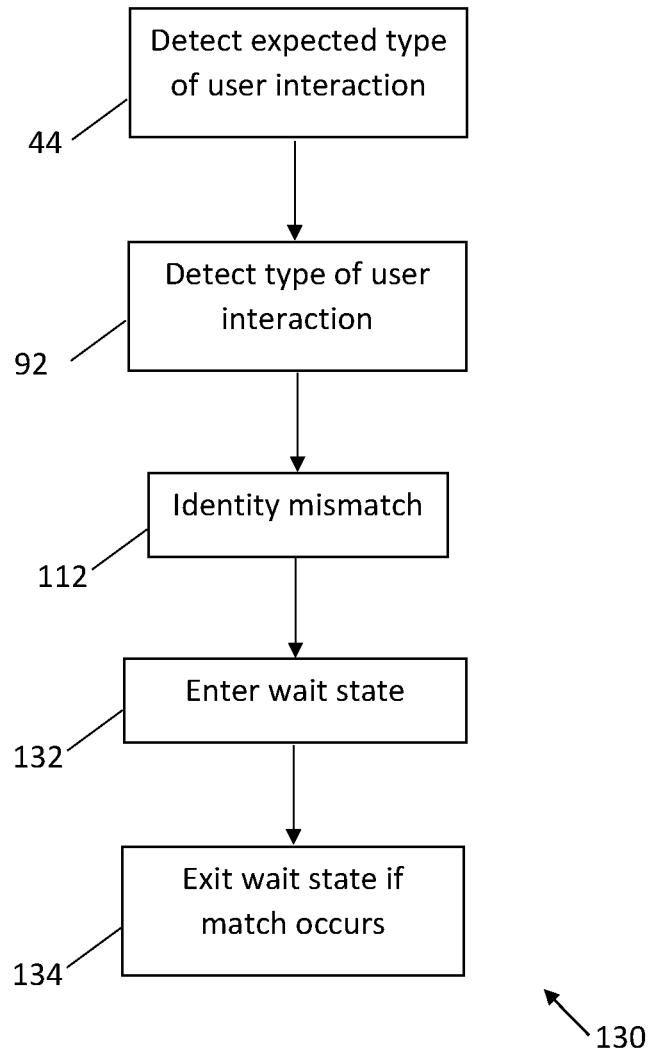 Detect expected type
of user interaction
44
Detect type of user
interaction
92
Identity mismatch
112
Enter wait state
132
Exit wait state if
match occurs
134
130